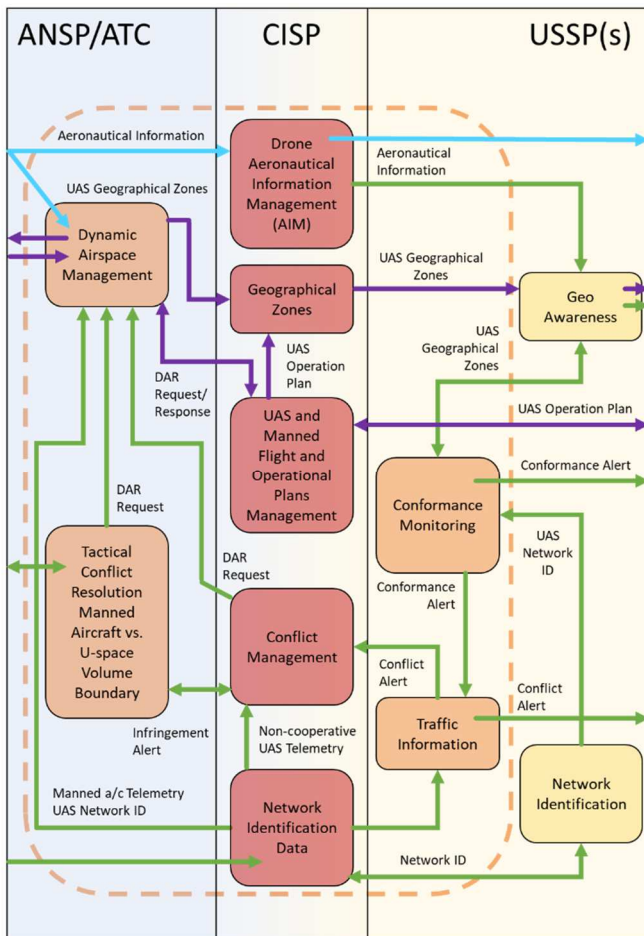 ANSP/ATC
CISP
USSP(s)
Aeronautical Information
Drone
Aeronautical
Information
Management
(AIM)
Aeronautical
Information
UAS Geographical Zones
Dynamic
Airspace
Management
Geographical
Zones
UAS Geographical
Zones
Geo
Awareness
DAR
Request/
Response
UAS
Operation
Plan
UAS
Geographical
Zones
UAS and
Manned
Flight and
Operational
Plans
Management
UAS Operation Plan
DAR
Request
Conformance
Monitoring
Conformance Alert
UAS
Network
ID
Tactical
Conflict
Resolution
Manned
Aircraft vs.
U-space
Volume
Boundary
DAR
Request
Conformance
Alert
Conflict
Management
Conflict
Alert
Infringement
Alert
Non-cooperative
UAS Telemetry
Traffic
Information
Conflict
Alert
Manned a/c Telemetry
UAS Network ID
Network
Identification
Data
Network
Identification
Network ID